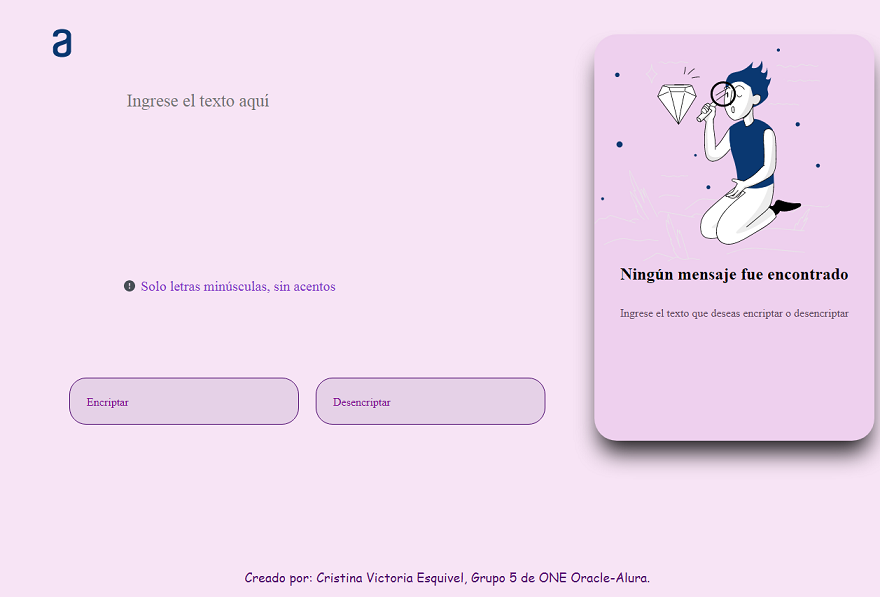 a
Ingrese el texto aquí
Solo letras minúsculas, sin acentos
Encriptar
Desencriptar
Ningún mensaje fue encontrado
Ingrese el texto que deseas encriptar o desencriptar
Creado por: Cristina Victoria Esquivel, Grupo 5 de ONE Oracle-Alura.